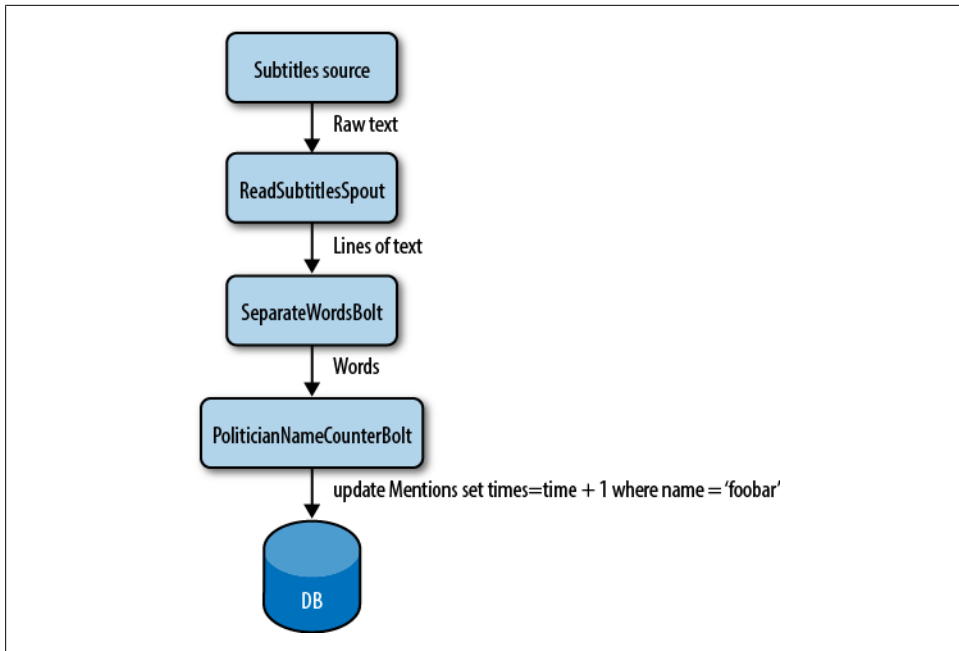 Subtitles source
Raw text
ReadSubtitlesSpout
Lines of text
SeparateWordsBolt
Words
PoliticianNameCounterBolt
update Mentions set times=time + 1 where name = ‘foobar’
DB